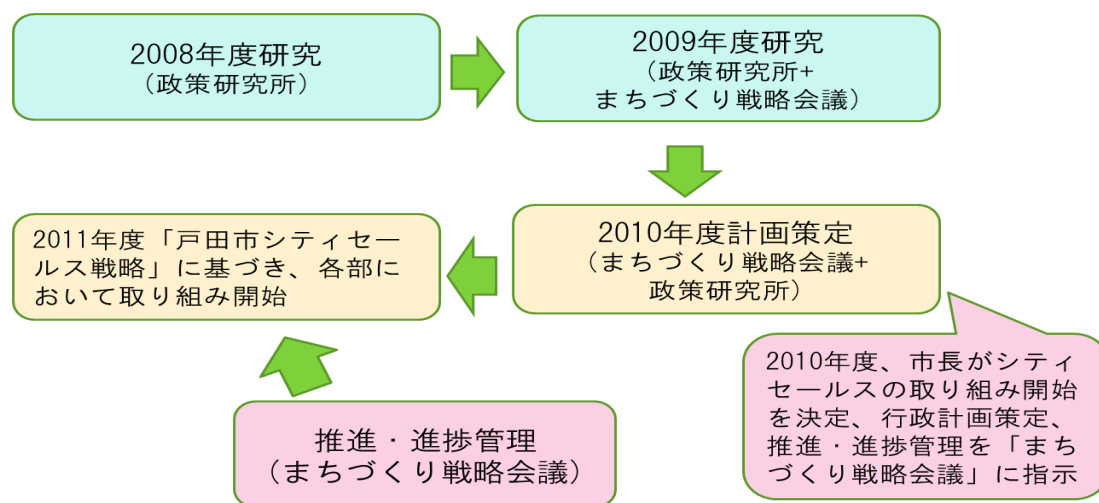 2008年度研究
（政策研究所）
2009年度研究
（政策研究所+
まちづくり戦略会議）
2010年度計画策定
（まちづくり戦略会議+
政策研究所）
2011年度「戸田市シティセー
ルス戦略」に基づき、各部に
おいて取り組み開始
2010年度、市長がシティ
セールスの取り組み開始
を決定、行政計画策定、
推進・進捗管理を「まち
づくり戦略会議」に指示
推進・進捗管理
（まちづくり戦略会議）